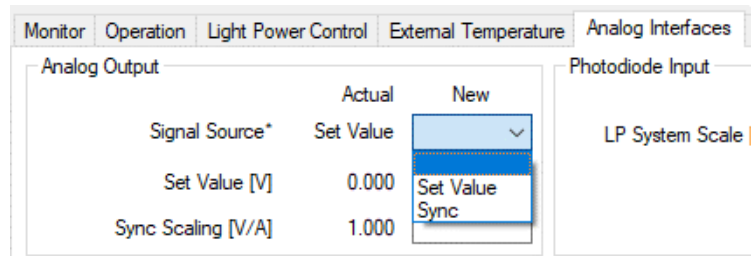 Monitor Operation Light Power Control External Temperature Analog Interfaces
Analog Output Photodiode Input
Actual New
Signal Source* Set Value LP System Scale
Set Value [V] 0.000 Set Value
Sync
Sync Scaling [V/A] 1.000